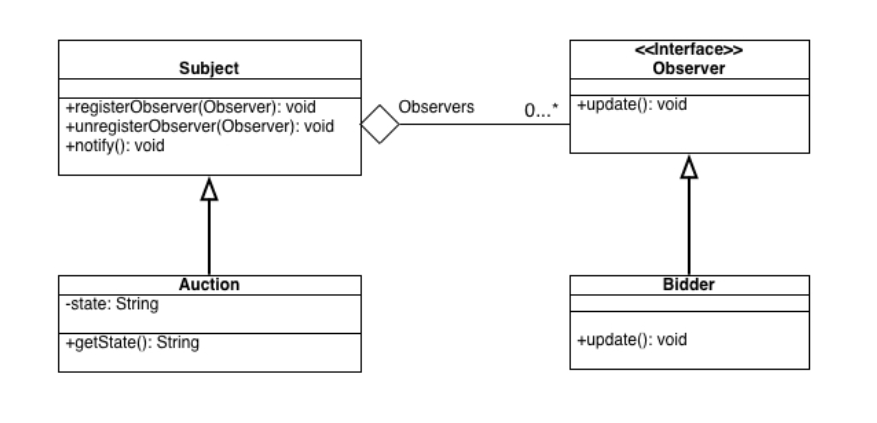 Subject
+registerObserver(Observer): void
+unregisterObserver(Observer): void
+notify(): void
Observers
0...*
<<Interface>>
Observer
+update(): void
Auction
-state: String
+getState(): String
Bidder
+update(): void